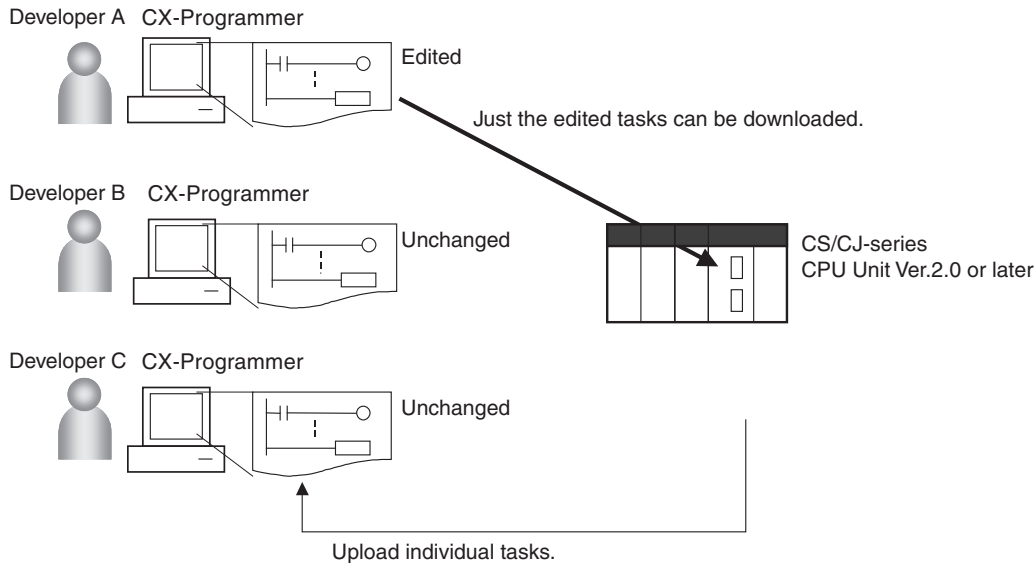 Developer A CX-Programmer
Edited
Just the edited tasks can be downloaded.
Developer B CX-Programmer
Unchanged
CS/CJ-series
CPU Unit Ver.2.0 or later
Developer C CX-Programmer
Unchanged
Upload individual tasks.